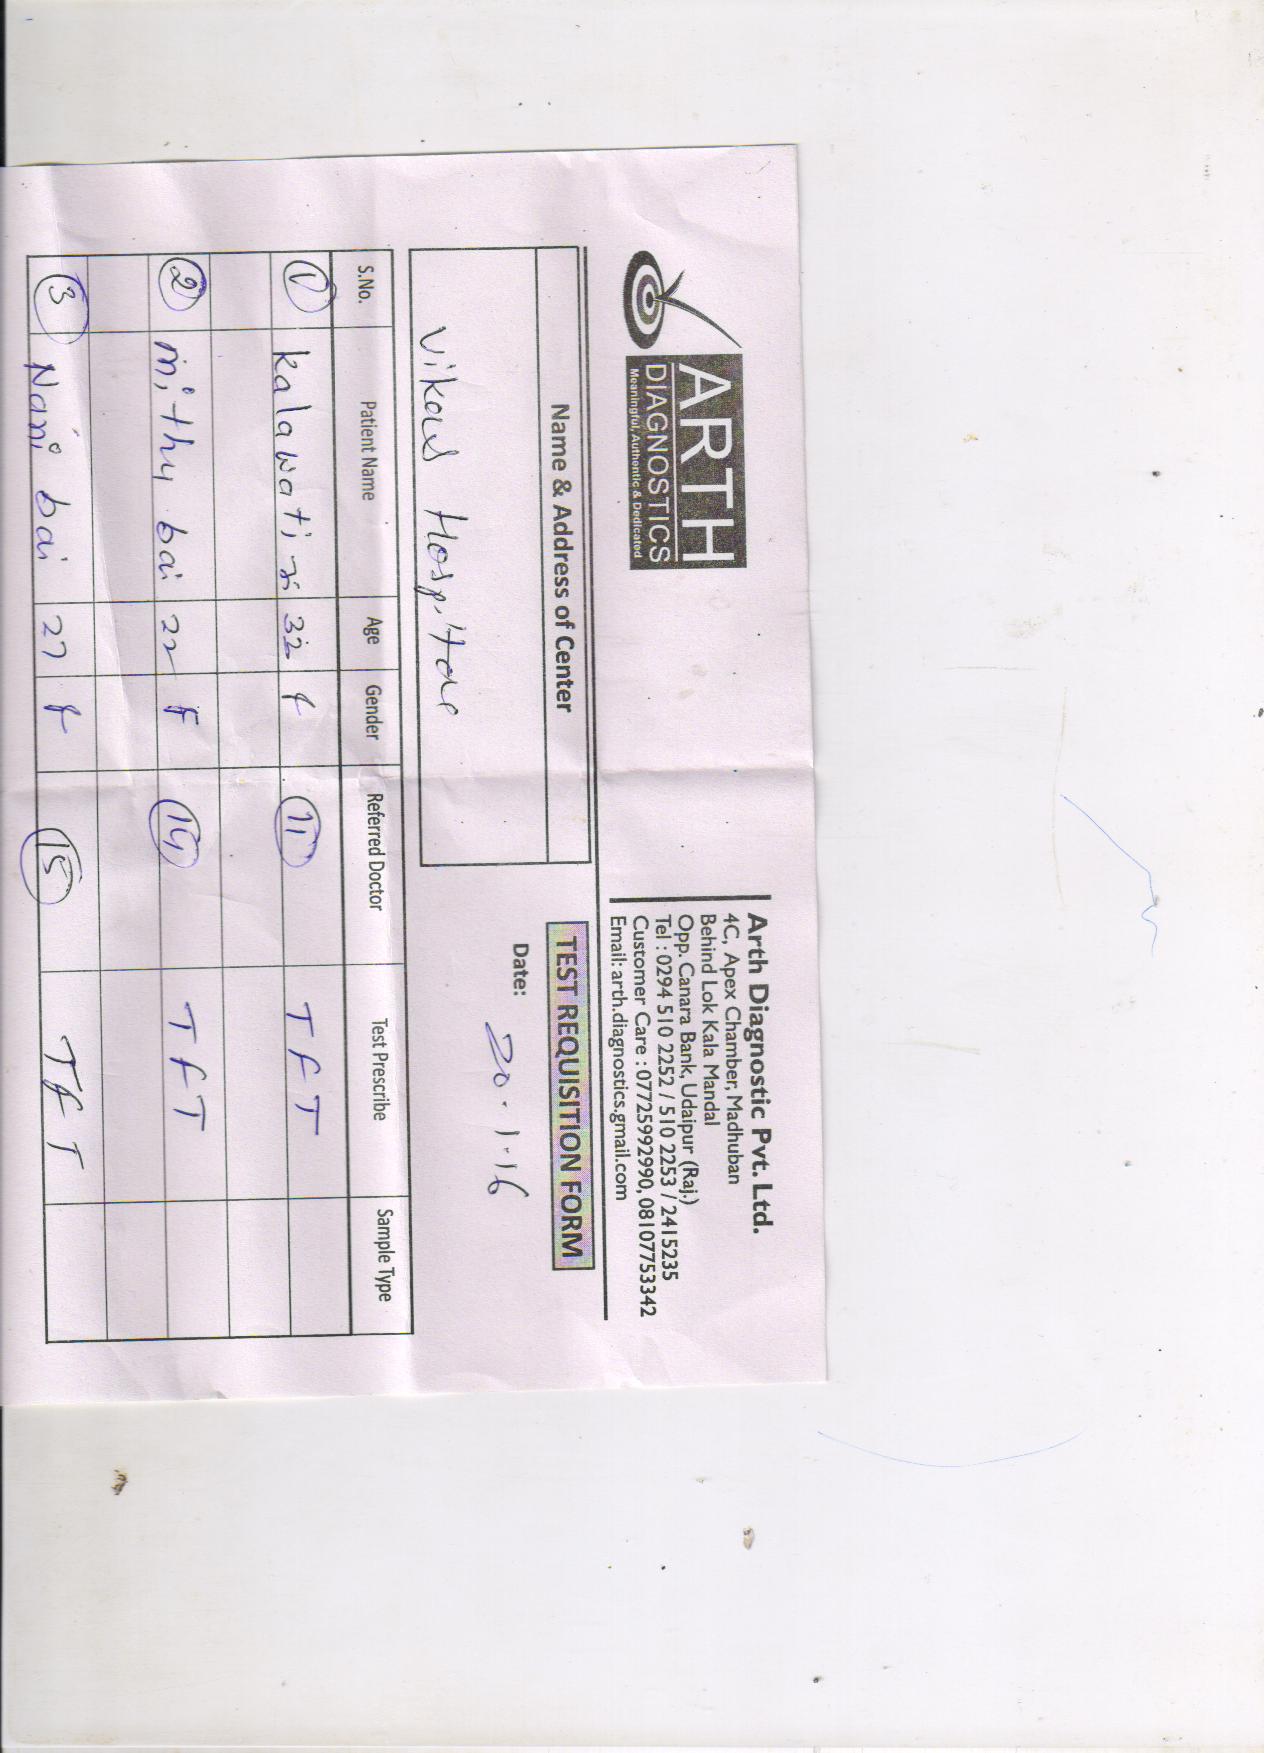 ARTH
DIAGNOSTICS
Meaningful, Authentic & Dedicated
Arth Diagnostic Pvt. Ltd.
4C, Apex Chamber, Madhuban
Behind Lok Kala Mandal
Opp. Canara Bank, Udaipur (Raj.)
Tel : 0294 510 2252 / 510 2253 / 2415235
Customer Care : 07725992990, 08107753342
Email: arth.diagnostics.gmail.com
Name & Address of Center
Vikas Hospital
TEST REQUISITION FORM
Date: 20.1.16
S.No. Patient Name Age Gender Referred Doctor Test Prescribe Sample Type
1 Kalawati 32 f TFT
2 mithu bai 22 F 14 TFT
3 Nani bai 27 f 15 TFT